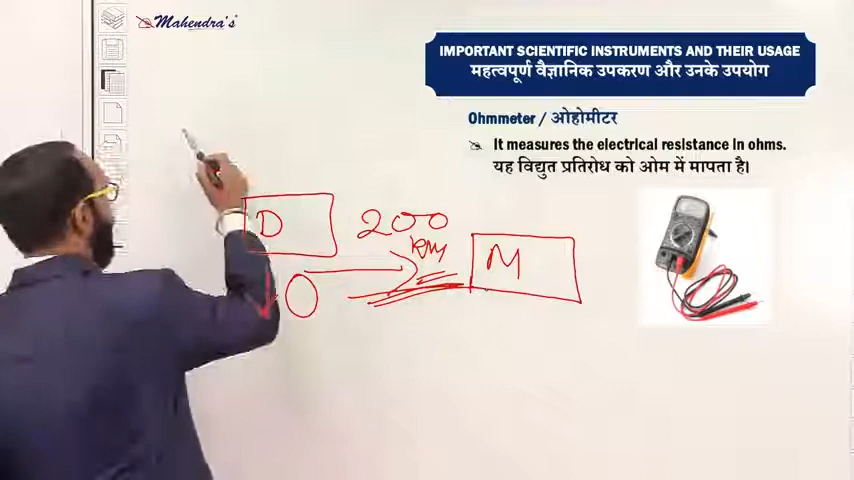 Mahendra's
IMPORTANT SCIENTIFIC INSTRUMENTS AND THEIR USAGE
महत्वपूर्ण वैज्ञानिक उपकरण और उनके उपयोग
Ohmmeter / ओहोमीटर
It measures the electrical resistance in ohms.
यह विद्युत प्रतिरोध को ओम में मापता है।
D 200
KM
M
O